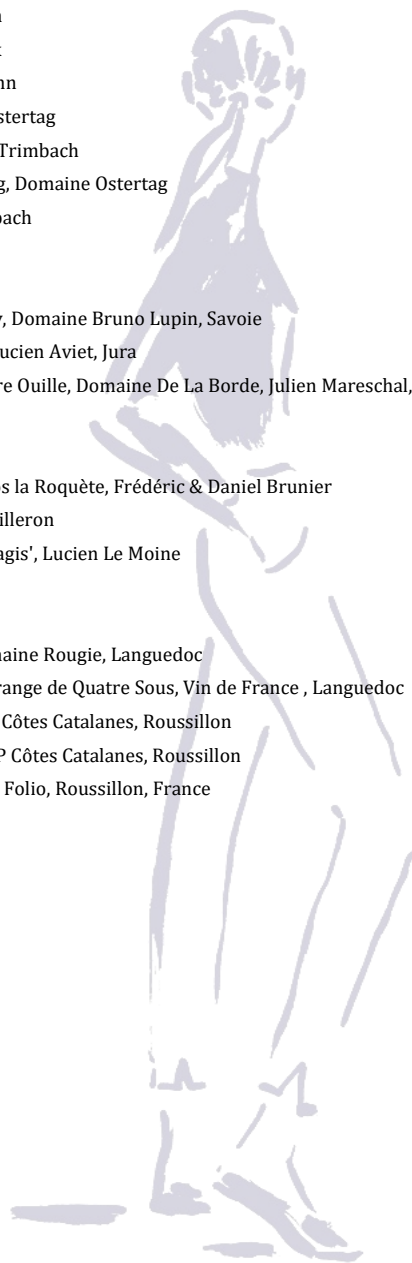 nn
stertag
Trimbach
g, Domaine Ostertag
bach
, Domaine Bruno Lupin, Savoie
ucien Aviet, Jura
re Ouille, Domaine De La Borde, Julien Mareschal,
s la Roquète, Frédéric & Daniel Brunier
illeron
agis', Lucien Le Moine
aine Rougie, Languedoc
range de Quatre Sous, Vin de France , Languedoc
Côtes Catalanes, Roussillon
P Côtes Catalanes, Roussillon
Folio, Roussillon, France